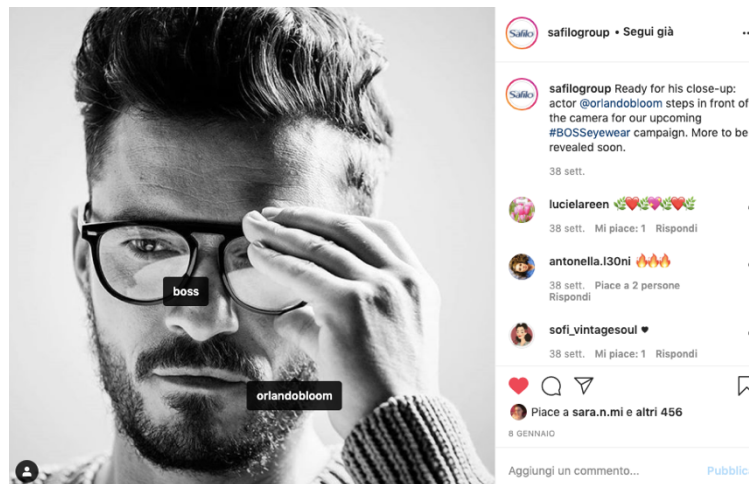 boss
orlandobloom
Safilo
safilogroup • Segui già
Safilo
safilogroup Ready for his close-up:
actor @orlandobloom steps in front of
the camera for our upcoming
#BOSSeyewear campaign. More to be
revealed soon.
38 sett.
lucielareen 🌿❤️🌿💓🌿❤️🌿
38 sett. Mi piace: 1 Rispondi
antonella.l30ni 🔥🔥🔥
38 sett. Piace a 2 persone
Rispondi
sofi_vintagesoul ♥
38 sett. Mi piace: 1 Rispondi
Piace a sara.n.mi e altri 456
8 GENNAIO
Aggiungi un commento...
Pubblic